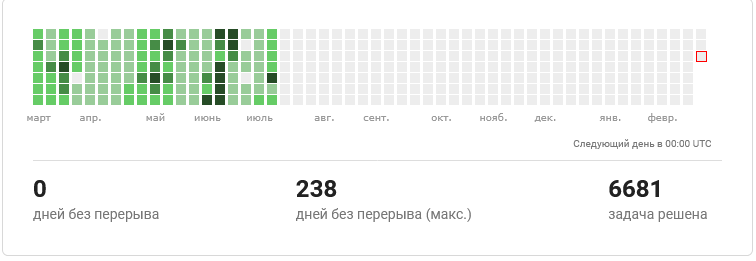 март апр. май июнь июль авг. сент. окт. нояб. дек. янв. февр.
Следующий день в 00:00 UTC
0 238 6681
дней без перерыва дней без перерыва (макс.) задача решена